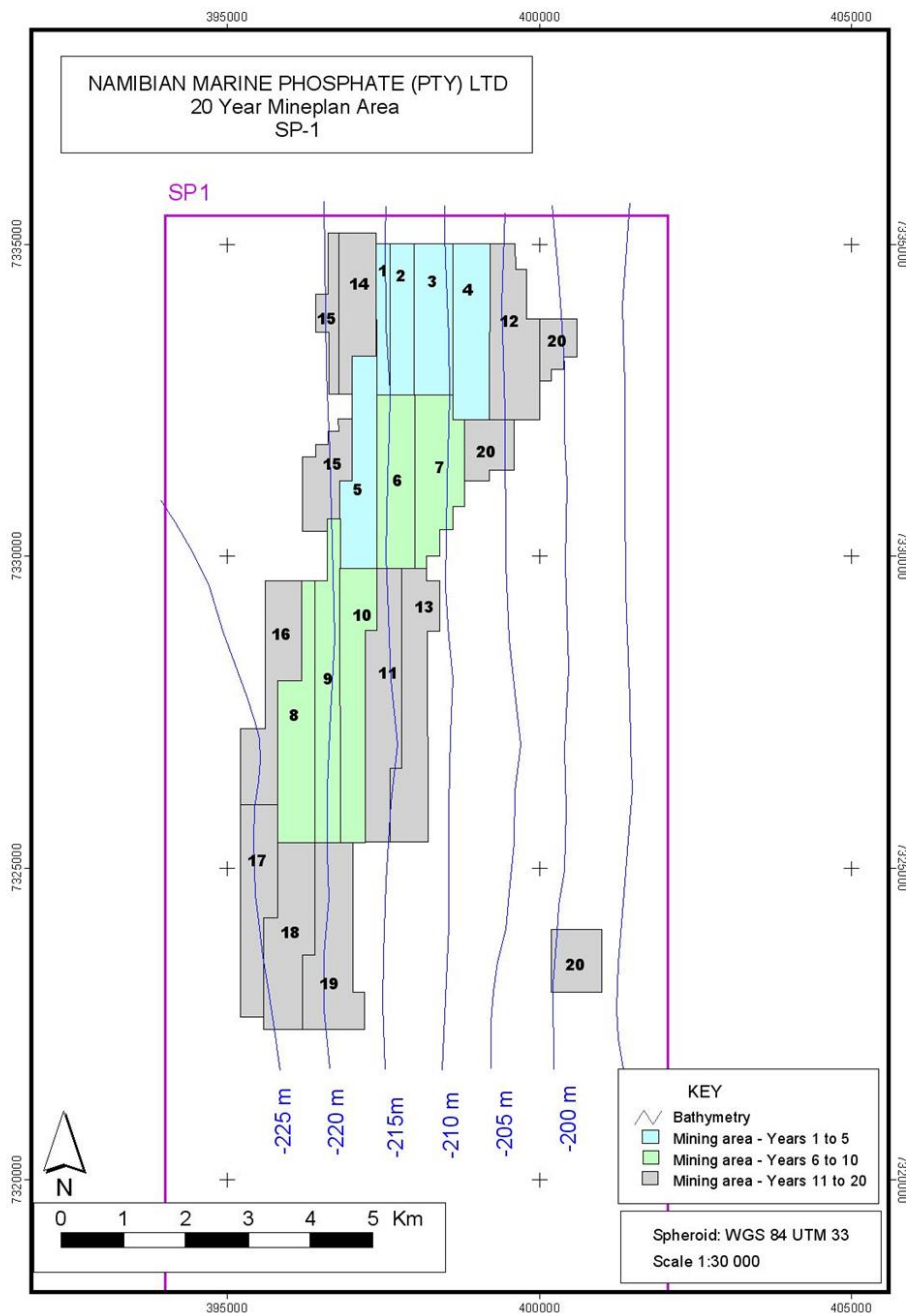 395000
400000
405000
NAMIBIAN MARINE PHOSPHATE (PTY) LTD
20 Year Mineplan Area
SP-1
SP1
7335000
7335000
1
2
3
14
4
15
12
20
20
15
7
6
5
7330000
7330000
13
10
16
11
9
8
17
7325000
7325000
18
20
19
-225 m
-220 m
-215m
-210 m
-205 m
-200 m
KEY
Bathymetry
Mining area - Years 1 to 5
Mining area - Years 6 to 10
Mining area - Years 11 to 20
7320000
7320000
N
0 1 2 3 4 5 Km
Spheroid: WGS 84 UTM 33
Scale 1:30 000
395000
400000
405000